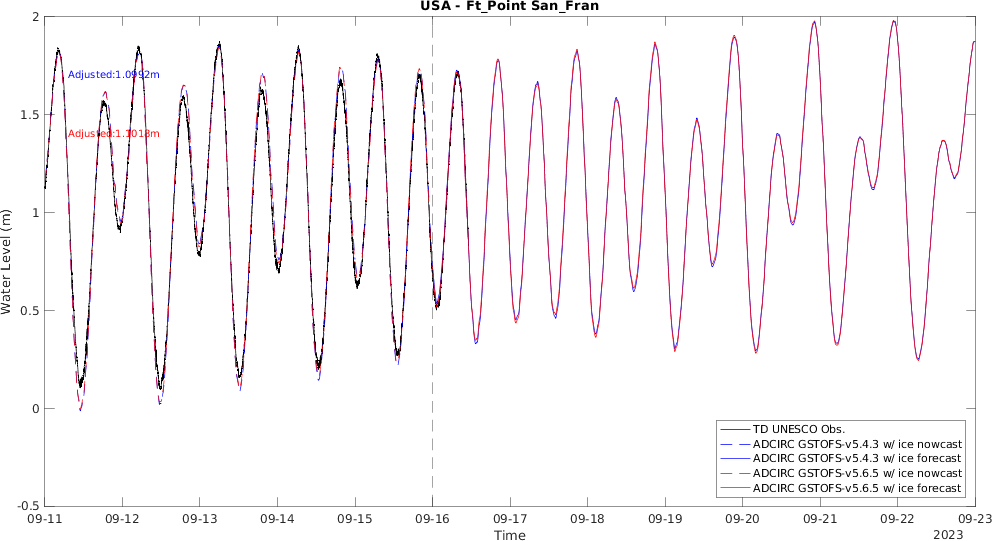 USA - Ft_Point San_Fran
2
1.5
1
0.5
0
-0.5
Water Level (m)
Adjusted:1.0992m
Adjusted:1.1018m
TD UNESCO Obs.
ADCIRC GSTOFS-v5.4.3 w/ ice nowcast
ADCIRC GSTOFS-v5.4.3 w/ ice forecast
ADCIRC GSTOFS-v5.6.5 w/ ice nowcast
ADCIRC GSTOFS-v5.6.5 w/ ice forecast
09-11 09-12 09-13 09-14 09-15 09-16 09-17 09-18 09-19 09-20 09-21 09-22 09-23
Time
2023